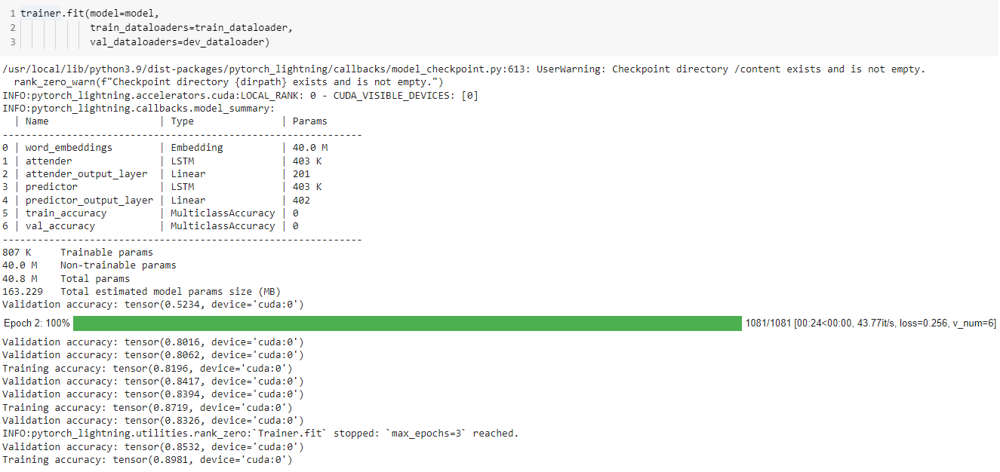 1 trainer.fit(model=model,
2             train_dataloaders=train_dataloader,
3             val_dataloaders=dev_dataloader)
/usr/local/lib/python3.9/dist-packages/pytorch_lightning/callbacks/model_checkpoint.py:613: UserWarning: Checkpoint directory /content exists and is not empty.
  rank_zero_warn(f"Checkpoint directory {dirpath} exists and is not empty.")
INFO:pytorch_lightning.accelerators.cuda:LOCAL_RANK: 0 - CUDA_VISIBLE_DEVICES: [0]
INFO:pytorch_lightning.callbacks.model_summary:
  | Name                   | Type               | Params
--------------------------------------------------------------
0 | word_embeddings        | Embedding          | 40.0 M
1 | attender               | LSTM               | 403 K
2 | attender_output_layer  | Linear             | 201
3 | predictor              | LSTM               | 403 K
4 | predictor_output_layer | Linear             | 402
5 | train_accuracy         | MulticlassAccuracy | 0
6 | val_accuracy           | MulticlassAccuracy | 0
--------------------------------------------------------------
807 K     Trainable params
40.0 M    Non-trainable params
40.8 M    Total params
163.229   Total estimated model params size (MB)
Validation accuracy: tensor(0.5234, device='cuda:0')
Epoch 2: 100% 1081/1081 [00:24<00:00, 43.77it/s, loss=0.256, v_num=6]
Validation accuracy: tensor(0.8016, device='cuda:0')
Validation accuracy: tensor(0.8062, device='cuda:0')
Training accuracy: tensor(0.8196, device='cuda:0')
Validation accuracy: tensor(0.8417, device='cuda:0')
Validation accuracy: tensor(0.8394, device='cuda:0')
Training accuracy: tensor(0.8719, device='cuda:0')
Validation accuracy: tensor(0.8326, device='cuda:0')
INFO:pytorch_lightning.utilities.rank_zero:`Trainer.fit` stopped: `max_epochs=3` reached.
Validation accuracy: tensor(0.8532, device='cuda:0')
Training accuracy: tensor(0.8981, device='cuda:0')